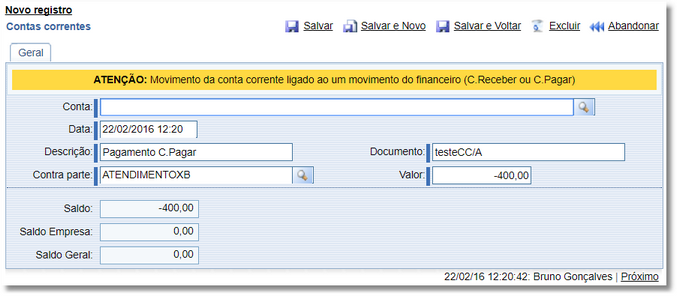 Novo registro
Contas correntes Salvar Salvar e Novo Salvar e Voltar Excluir Abandonar
Geral
ATENÇÃO: Movimento da conta corrente ligado ao um movimento do financeiro (C.Receber ou C.Pagar)
Conta:
Data: 22/02/2016 12:20
Descrição: Pagamento C.Pagar Documento: testeCC/A
Contra parte: ATENDIMENTOXB Valor: -400,00
Saldo: -400,00
Saldo Empresa: 0,00
Saldo Geral: 0,00
22/02/16 12:20:42: Bruno Gonçalves | Próximo